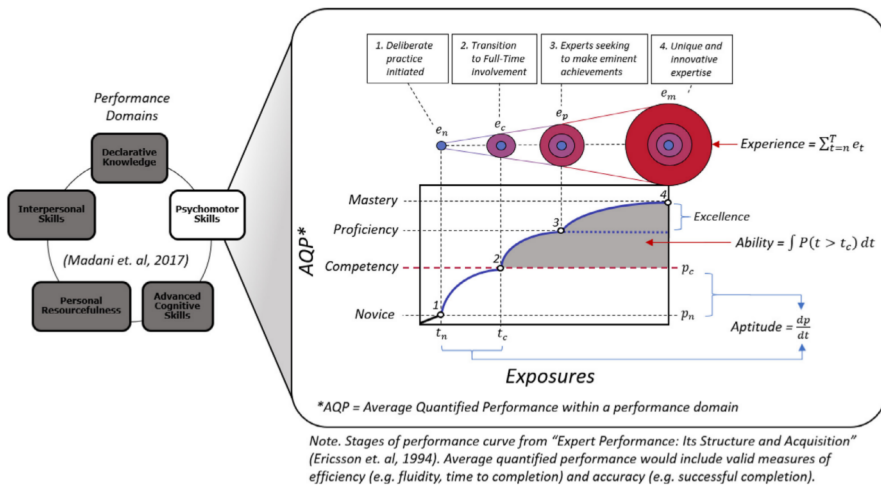 Performance
Domains
Declarative
Knowledge
Interpersonal
Skills
Psychomotor
Skills
(Madani et. al, 2017)
Personal
Resourcefulness
Advanced
Cognitive
Skills
1. Deliberate
practice
initiated
2. Transition
to Full-Time
involvement
3. Experts seeking
to make eminent
achievements
4. Unique and
innovative
expertise
e_n
e_c
e_p
e_m
Experience = ∑_{t=n}^{T} e_t
AQP*
Mastery
Proficiency
Competency
Novice
1
2
3
4
Excellence
Ability = ∫ P(t > t_c) dt
p_c
p_n
Aptitude = dp/dt
t_n
t_c
Exposures
*AQP = Average Quantified Performance within a performance domain
Note. Stages of performance curve from “Expert Performance: Its Structure and Acquisition”
(Ericsson et. al, 1994). Average quantified performance would include valid measures of
efficiency (e.g. fluidity, time to completion) and accuracy (e.g. successful completion).